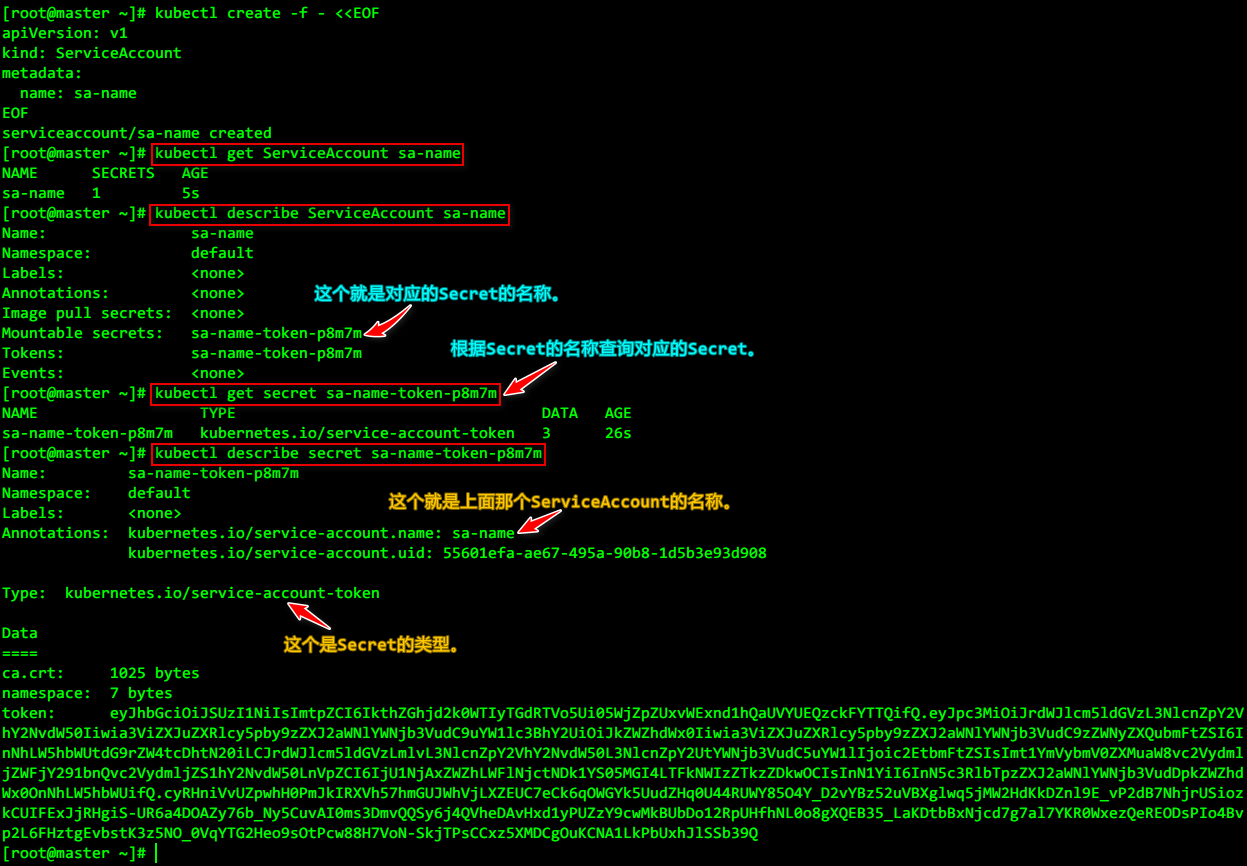 [root@master ~]# kubectl create -f - <<EOF
apiVersion: v1
kind: ServiceAccount
metadata:
  name: sa-name
EOF
serviceaccount/sa-name created
[root@master ~]# kubectl get ServiceAccount sa-name
NAME      SECRETS   AGE
sa-name   1         5s
[root@master ~]# kubectl describe ServiceAccount sa-name
Name:                sa-name
Namespace:           default
Labels:              <none>
Annotations:         <none>
这个就是对应的Secret的名称。
Image pull secrets:  <none>
Mountable secrets:   sa-name-token-p8m7m
Tokens:              sa-name-token-p8m7m
根据Secret的名称查询对应的Secret。
Events:              <none>
[root@master ~]# kubectl get secret sa-name-token-p8m7m
NAME                  TYPE                                  DATA   AGE
sa-name-token-p8m7m   kubernetes.io/service-account-token   3      26s
[root@master ~]# kubectl describe secret sa-name-token-p8m7m
Name:         sa-name-token-p8m7m
Namespace:    default
这个就是上面那个ServiceAccount的名称。
Labels:       <none>
Annotations:  kubernetes.io/service-account.name: sa-name
              kubernetes.io/service-account.uid: 55601efa-ae67-495a-90b8-1d5b3e93d908
Type:  kubernetes.io/service-account-token
这个是Secret的类型。
Data
====
ca.crt:     1025 bytes
namespace:  7 bytes
token:
[root@master ~]#